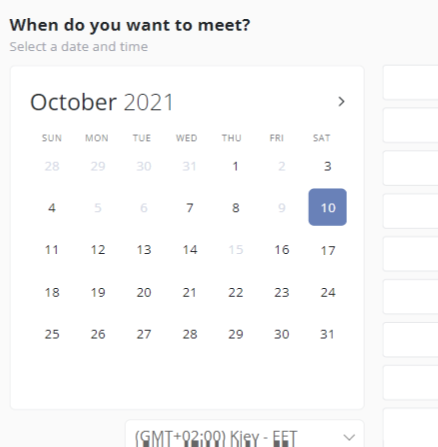 When do you want to meet?
Select a date and time
October 2021
SUN MON TUE WED THU FRI SAT
28 29 30 31 1 2 3
4 5 6 7 8 9 10
11 12 13 14 15 16 17
18 19 20 21 22 23 24
25 26 27 28 29 30 31
(GMT+02:00) Kiev - EET